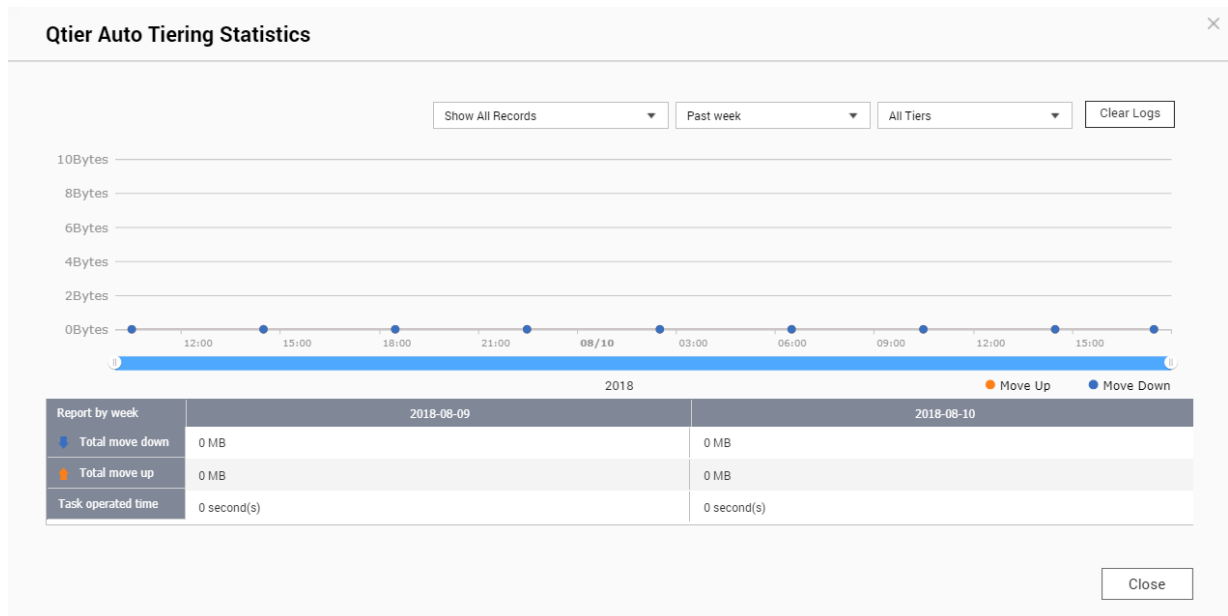 Qtier Auto Tiering Statistics
Show All Records Past week All Tiers Clear Logs
10Bytes
8Bytes
6Bytes
4Bytes
2Bytes
0Bytes
12:00 15:00 18:00 21:00 08/10 03:00 06:00 09:00 12:00 15:00
2018
Move Up Move Down
Report by week 2018-08-09 2018-08-10
Total move down 0 MB 0 MB
Total move up 0 MB 0 MB
Task operated time 0 second(s) 0 second(s)
Close